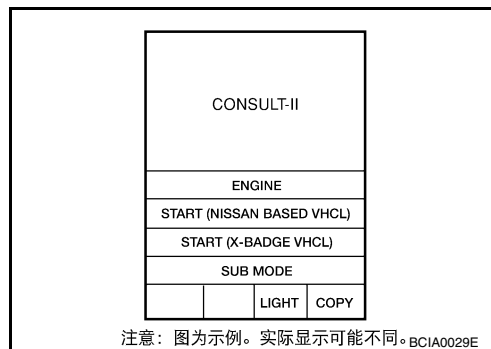 CONSULT-II
ENGINE
START (NISSAN BASED VHCL)
START (X-BADGE VHCL)
SUB MODE
LIGHT COPY
注意：图为示例。实际显示可能不同。BCIA0029E